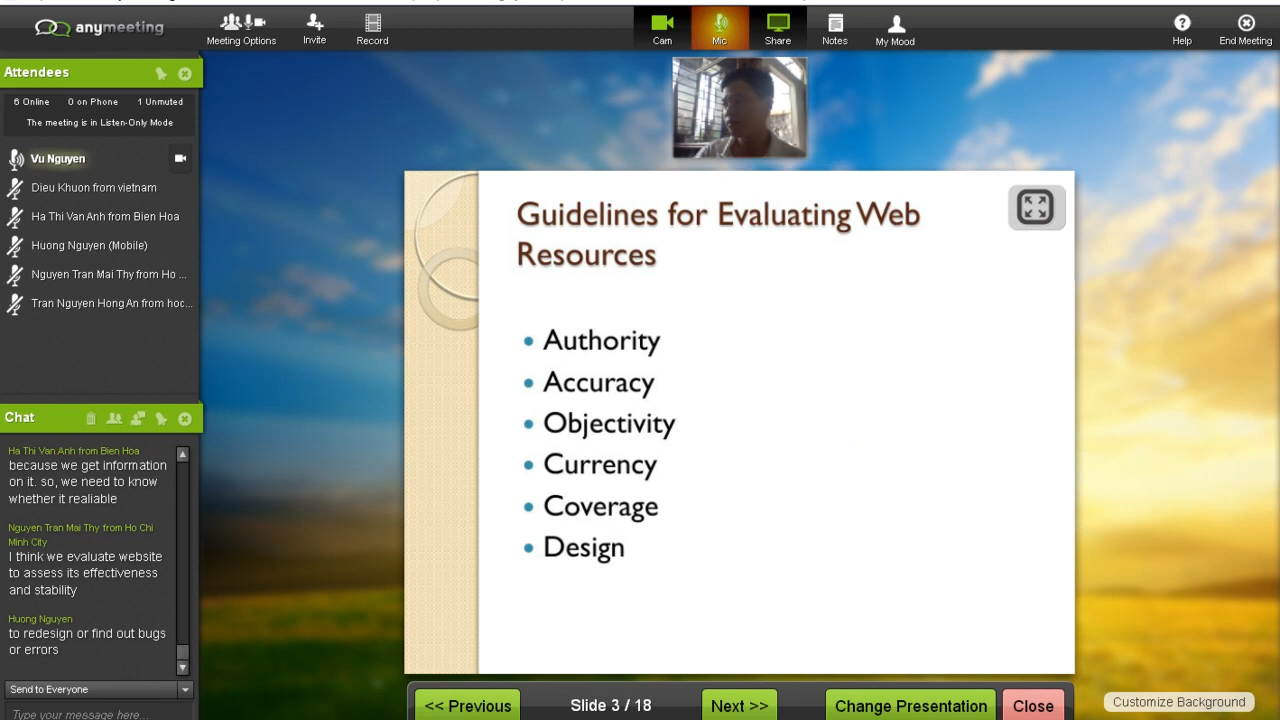 anymeeting
Meeting Options
Invite
Record
Cam
Mic
Share
Notes
My Mood
Help
End Meeting
Attendees
6 Online 0 on Phone 1 Unmuted
The meeting is in Listen-Only Mode
Vu Nguyen
Dieu Khuon from vietnam
Ha Thi Van Anh from Bien Hoa
Huong Nguyen (Mobile)
Nguyen Tran Mai Thy from Ho ...
Tran Nguyen Hong An from hoc...
Chat
Ha Thi Van Anh from Bien Hoa
because we get information
on it. so, we need to know
whether it realiable
Nguyen Tran Mai Thy from Ho Chi
Minh City
I think we evaluate website
to assess its effectiveness
and stability
Huong Nguyen
to redesign or find out bugs
or errors
Send to Everyone
Type your message here...
Guidelines for Evaluating Web
Resources
• Authority
• Accuracy
• Objectivity
• Currency
• Coverage
• Design
<< Previous
Slide 3 / 18
Next >>
Change Presentation
Close
Customize Background